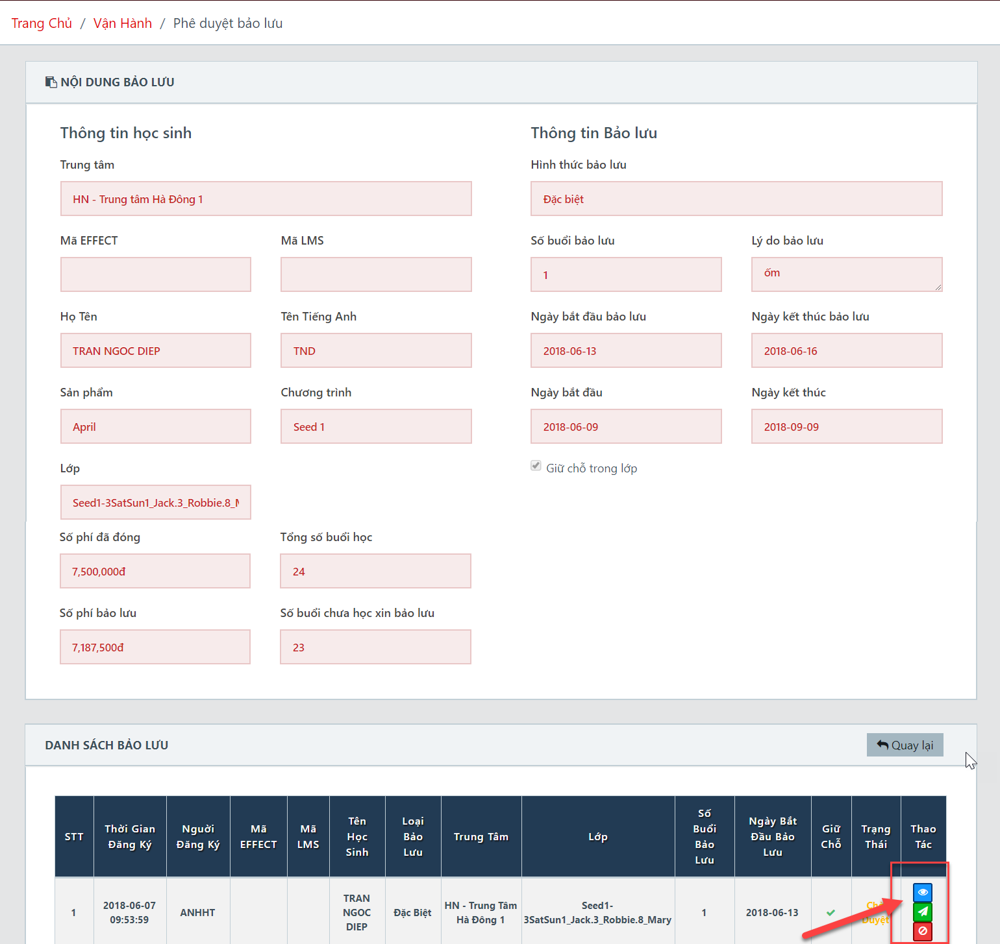 Trang Chủ / Vận Hành / Phê duyệt bảo lưu
NỘI DUNG BẢO LƯU
Thông tin học sinh
Trung tâm
HN - Trung tâm Hà Đông 1
Mã EFFECT
Mã LMS
Họ Tên
Tên Tiếng Anh
TRAN NGOC DIEP
TND
Sản phẩm
Chương trình
April
Seed 1
Lớp
Seed1-3SatSun1_Jack.3_Robbie.8_M
Số phí đã đóng
Tổng số buổi học
7,500,000đ
24
Số phí bảo lưu
Số buổi chưa học xin bảo lưu
7,187,500đ
23
Thông tin Bảo lưu
Hình thức bảo lưu
Đặc biệt
Số buổi bảo lưu
Lý do bảo lưu
1
ốm
Ngày bắt đầu bảo lưu
Ngày kết thúc bảo lưu
2018-06-13
2018-06-16
Ngày bắt đầu
Ngày kết thúc
2018-06-09
2018-09-09
Giữ chỗ trong lớp
DANH SÁCH BẢO LƯU
Quay lại
STT
Thời Gian
Đăng Ký
Người
Đăng Ký
Mã
EFFECT
Mã
LMS
Tên
Học
Sinh
Loại
Bảo
Lưu
Trung Tâm
Lớp
Số
Buổi
Bảo
Lưu
Ngày Bắt
Đầu Bảo
Lưu
Giữ
Chỗ
Trạng
Thái
Thao
Tác
1
2018-06-07
09:53:59
ANHHT
TRAN
NGOC
DIEP
Đặc Biệt
HN - Trung Tâm
Hà Đông 1
Seed1-
3SatSun1_Jack.3_Robbie.8_Mary
1
2018-06-13
Duyệt